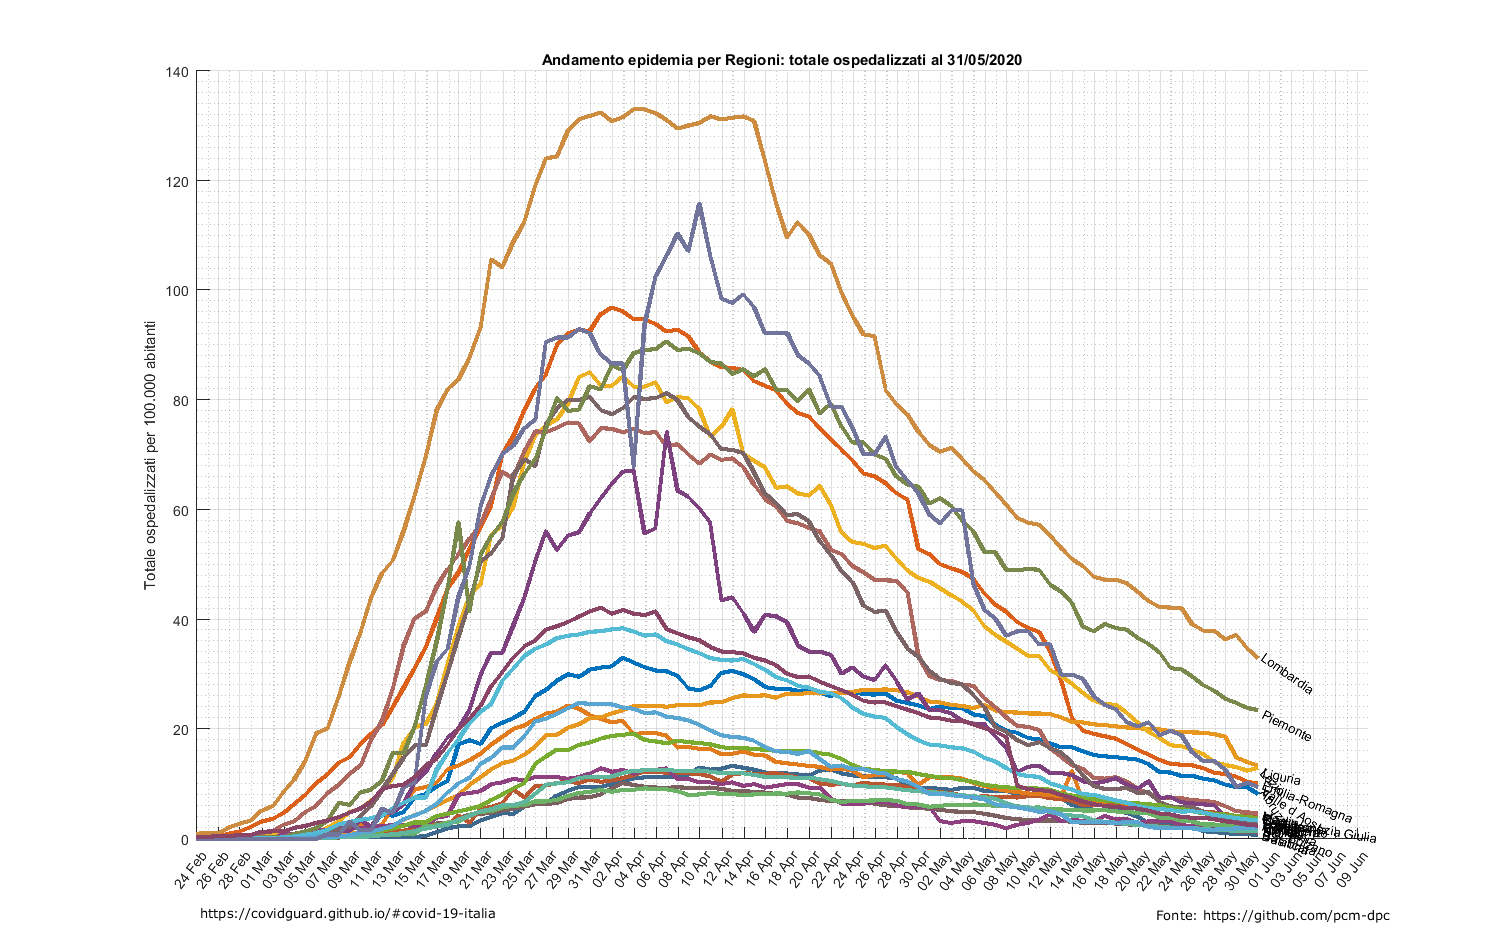 Andamento epidemia per Regioni: totale ospedalizzati al 31/05/2020
Totale ospedalizzati per 100.000 abitanti
140
120
100
80
60
40
20
0
Lombardia
Piemonte
Liguria
Emilia-Romagna
24 Feb
26 Feb
28 Feb
01 Mar
03 Mar
05 Mar
07 Mar
09 Mar
11 Mar
13 Mar
15 Mar
17 Mar
19 Mar
21 Mar
23 Mar
25 Mar
27 Mar
29 Mar
31 Mar
02 Apr
04 Apr
06 Apr
08 Apr
10 Apr
12 Apr
14 Apr
16 Apr
18 Apr
20 Apr
22 Apr
24 Apr
26 Apr
28 Apr
30 Apr
02 May
04 May
06 May
08 May
10 May
12 May
14 May
16 May
18 May
20 May
22 May
24 May
26 May
28 May
30 May
01 Jun
03 Jun
05 Jun
07 Jun
09 Jun
https://covidguard.github.io/#covid-19-italia
Fonte: https://github.com/pcm-dpc